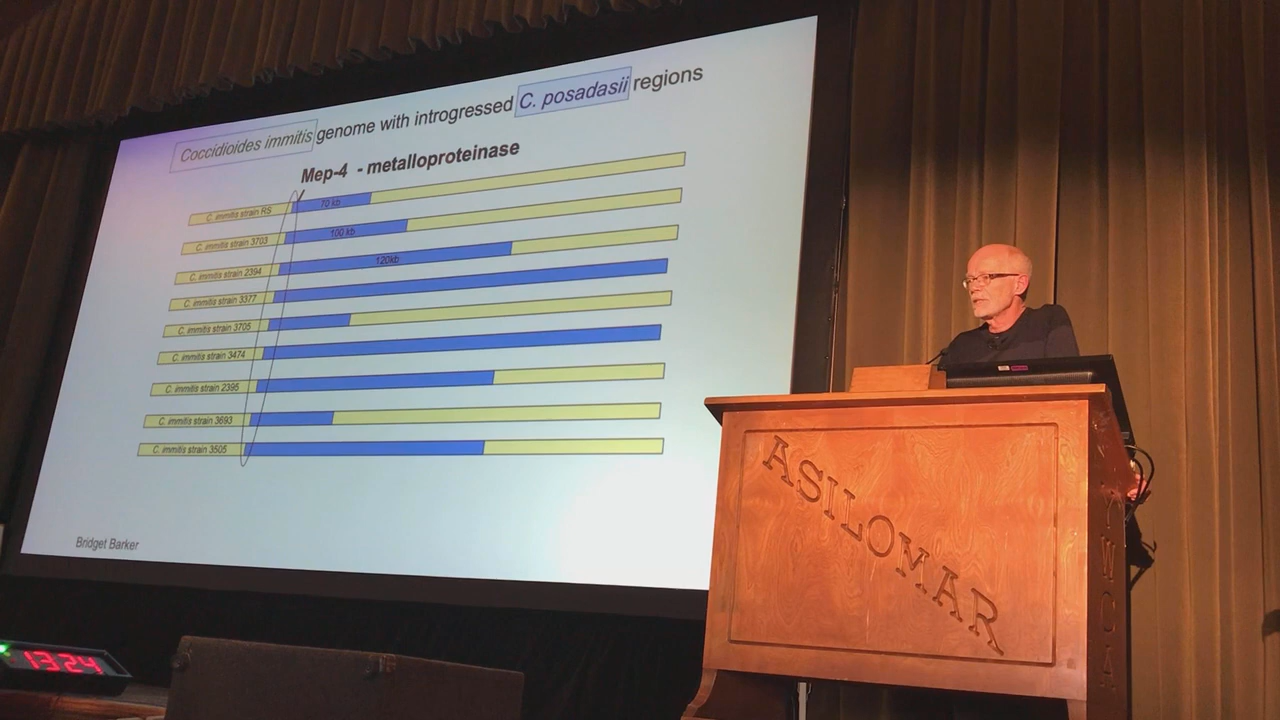 Coccidioides immitis genome with introgressed C. posadasii regions
Mep-4 - metalloproteinase
C. immitis strain RS
70 kb
C. immitis strain 3703
100 kb
C. immitis strain 2394
120kb
C. immitis strain 3377
C. immitis strain 3705
C. immitis strain 3474
C. immitis strain 2395
C. immitis strain 3693
C. immitis strain 3505
Bridget Barker
ASILOMAR
YWCA
13:24